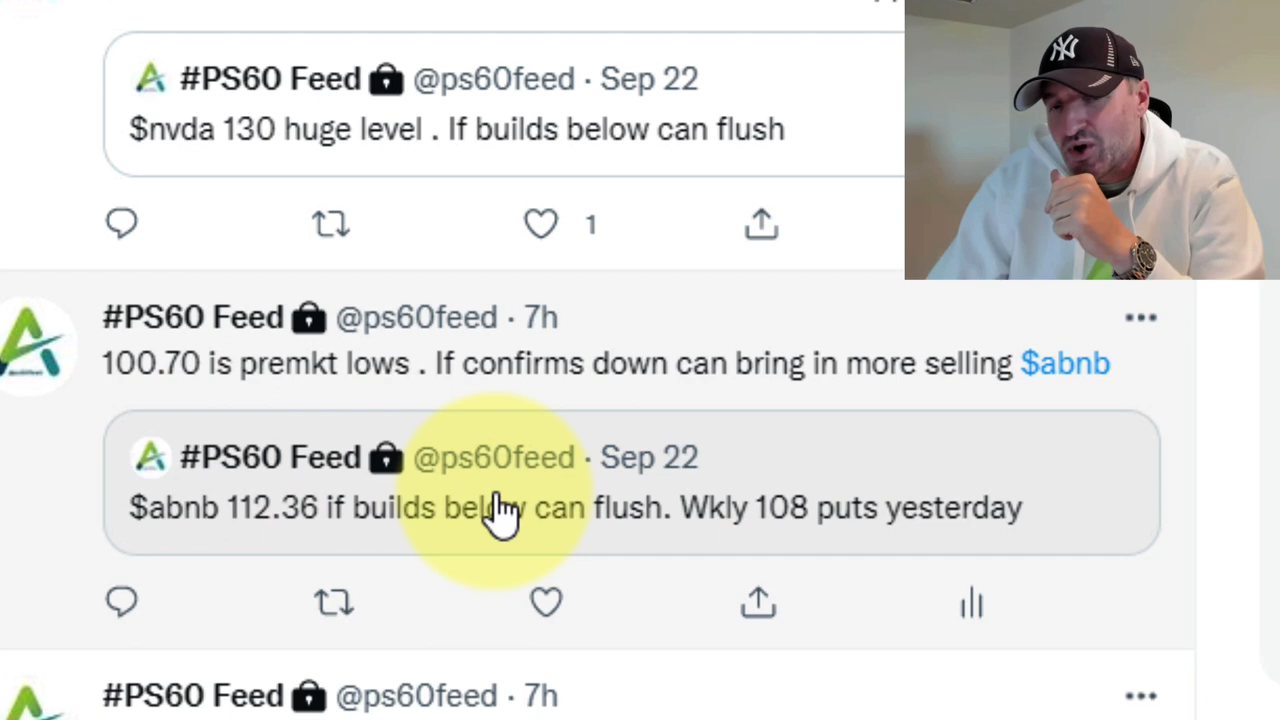 #PS60 Feed @ps60feed · Sep 22
$nvda 130 huge level . If builds below can flush
1
#PS60 Feed @ps60feed · 7h
100.70 is premkt lows . If confirms down can bring in more selling $abnb
#PS60 Feed @ps60feed · Sep 22
$abnb 112.36 if builds below can flush. Wkly 108 puts yesterday
#PS60 Feed @ps60feed · 7h
NY